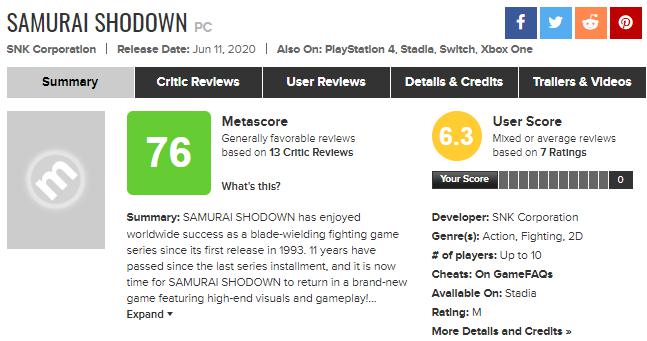 SAMURAI SHODOWN PC
SNK Corporation | Release Date: Jun 11, 2020 | Also On: PlayStation 4, Stadia, Switch, Xbox One
Summary
Critic Reviews
User Reviews
Details & Credits
Trailers & Videos
m
76
Metascore
Generally favorable reviews
based on 13 Critic Reviews
What's this?
Summary: SAMURAI SHODOWN has enjoyed
worldwide success as a blade-wielding fighting game
series since its first release in 1993. 11 years have
passed since the last series installment, and it is now
time for SAMURAI SHODOWN to return in a brand-new
game featuring high-end visuals and gameplay!...
Expand
6.3
User Score
Mixed or average reviews
based on 7 Ratings
Your Score
0
Developer: SNK Corporation
Genre(s): Action, Fighting, 2D
# of players: Up to 10
Cheats: On GameFAQs
Available On: Stadia
Rating: M
More Details and Credits »